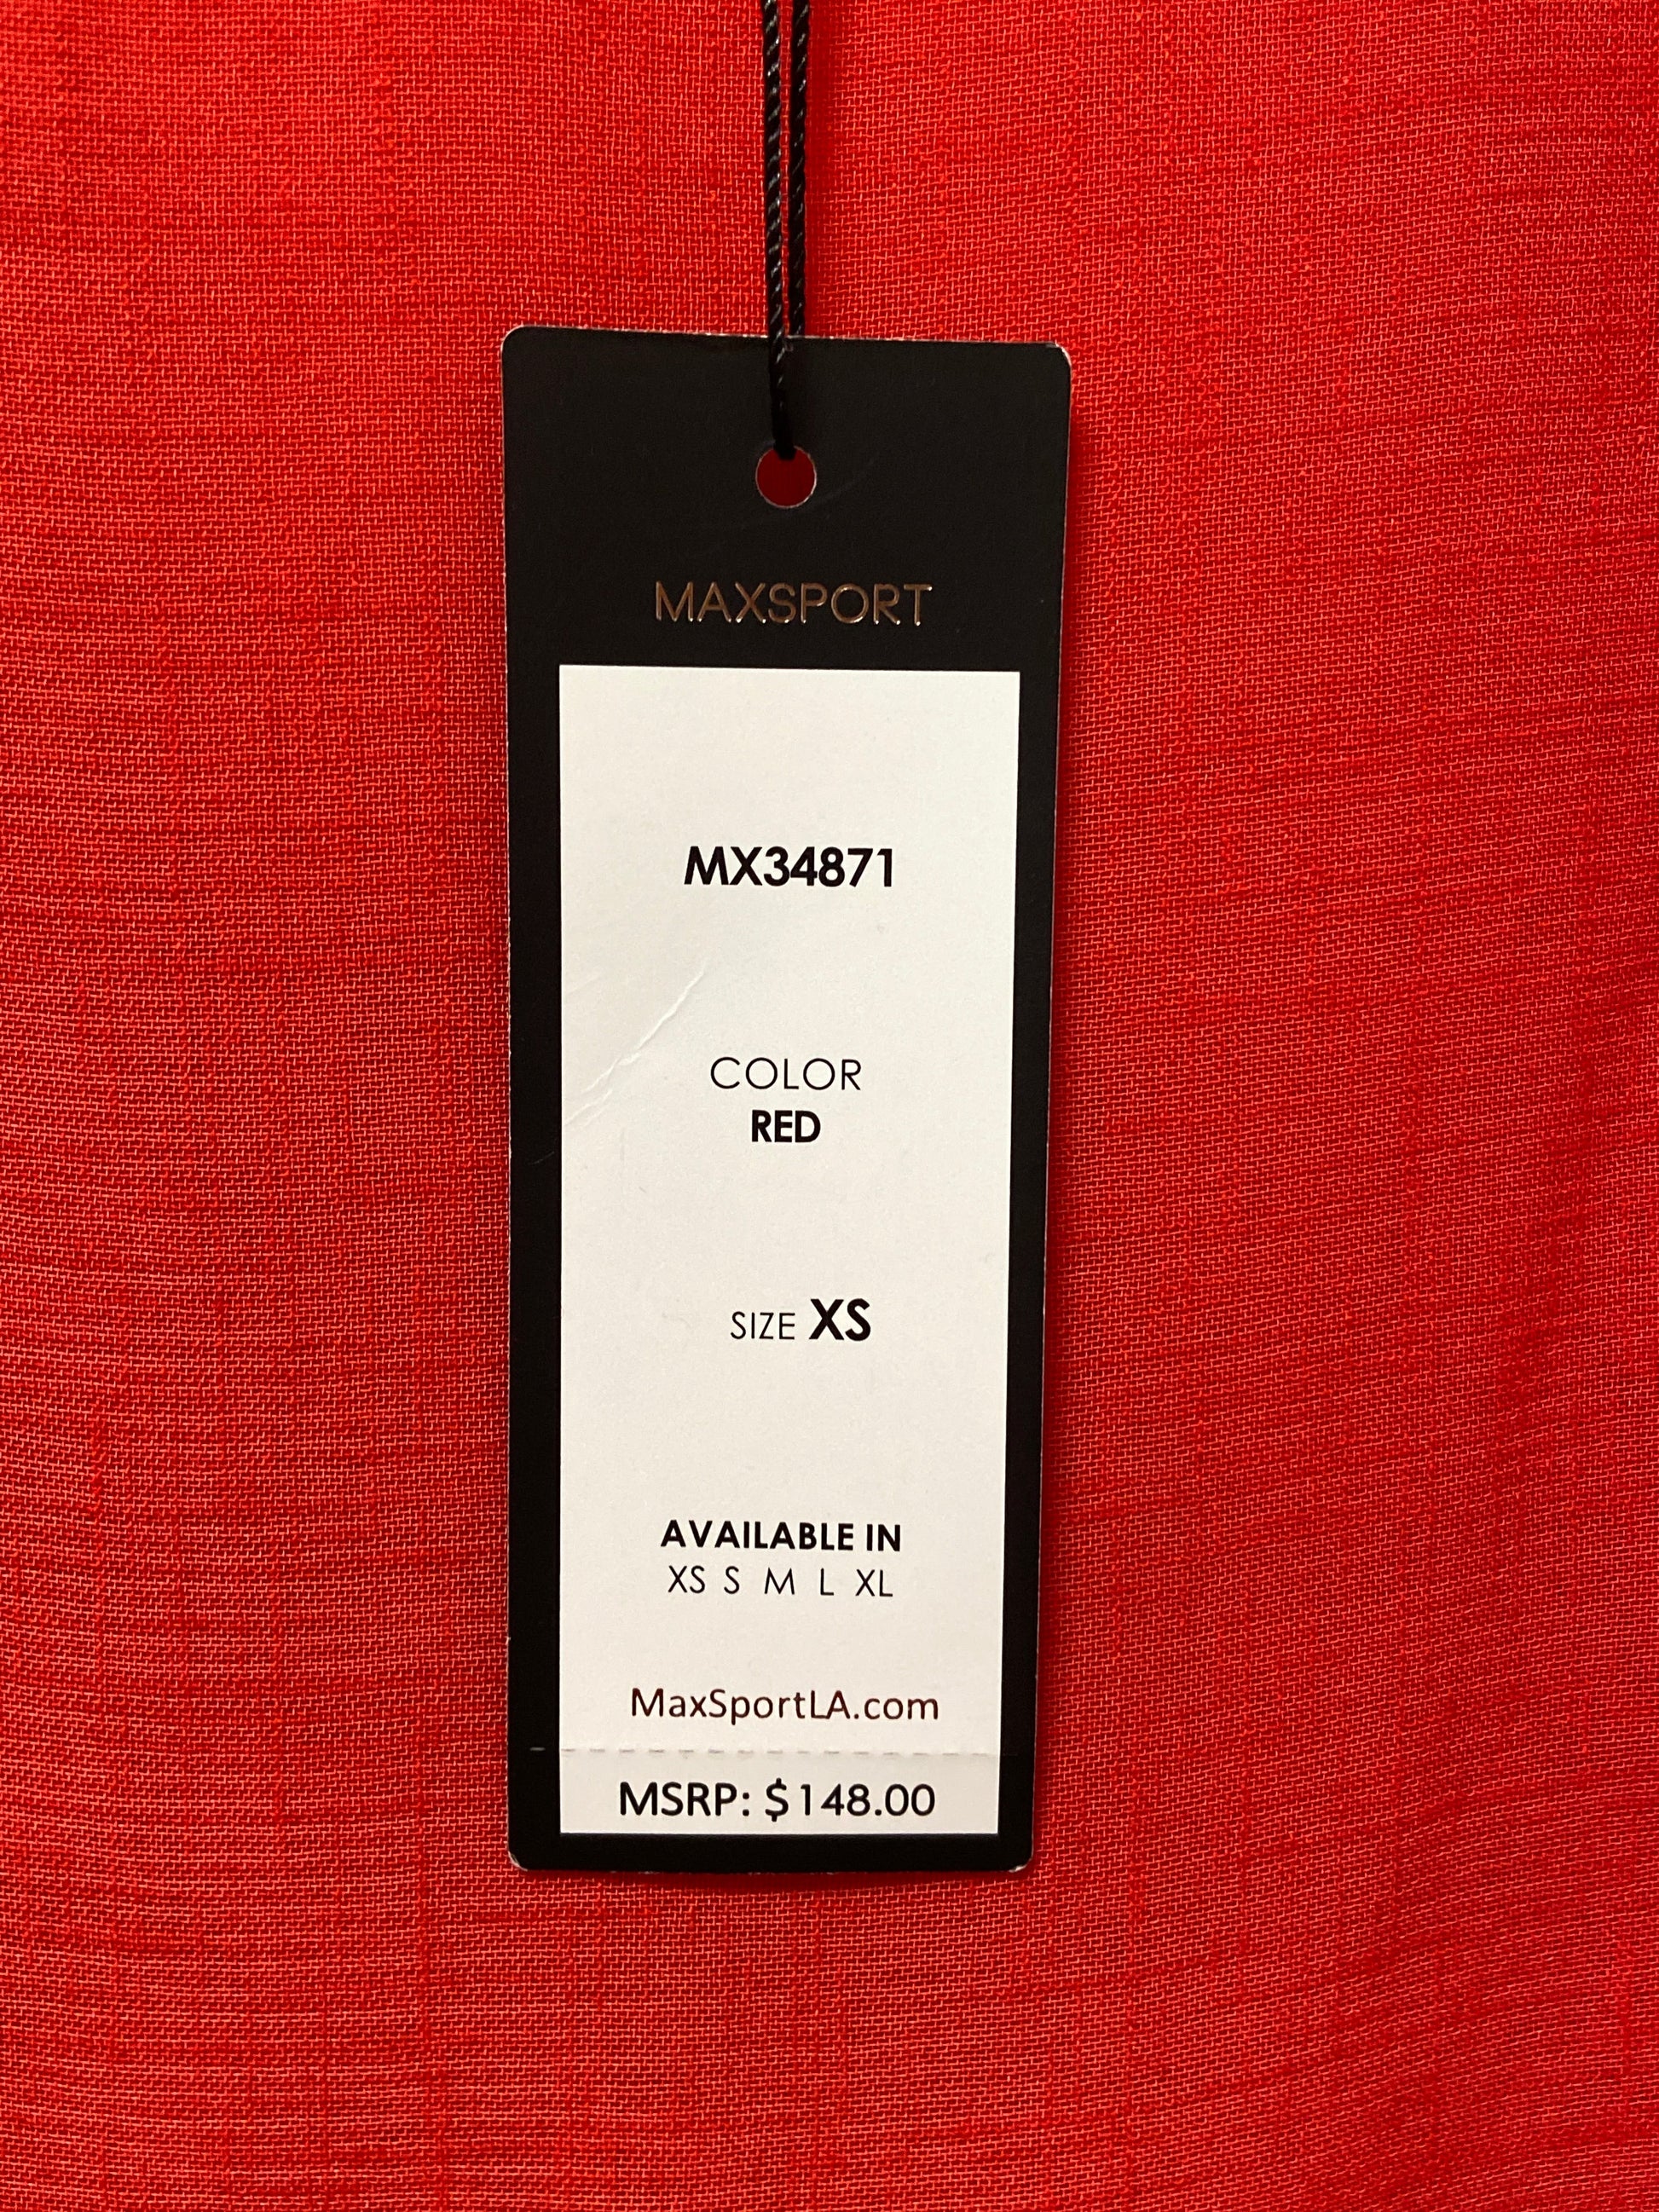 MAXSPORT
MX34871
COLOR
RED
SIZE XS
AVAILABLE IN
XS S M L XL
MaxSportLA.com
MSRP: $148.00